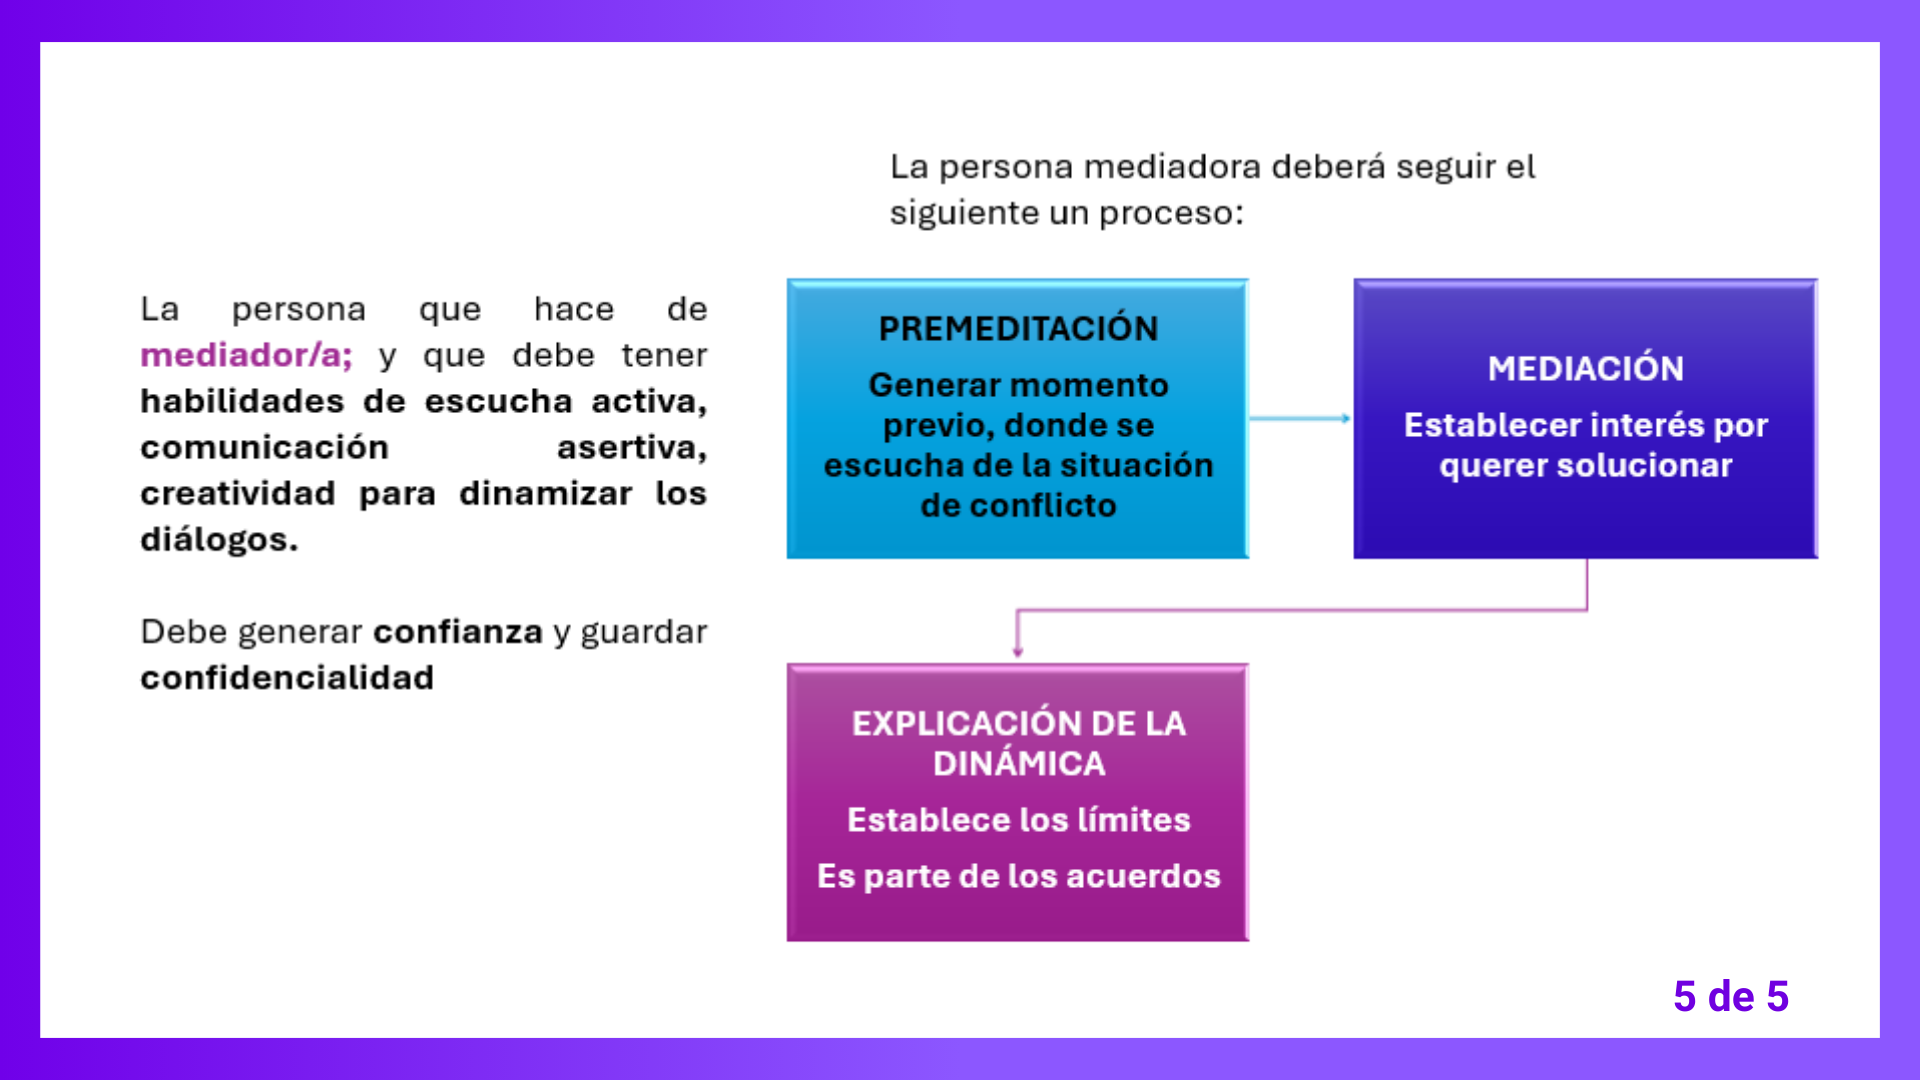 La persona que hace de
mediador/a; y que debe tener
habilidades de escucha activa,
comunicación asertiva,
creatividad para dinamizar los
diálogos.
Debe generar confianza y guardar
confidencialidad
La persona mediadora deberá seguir el
siguiente un proceso:
PREMEDITACIÓN
Generar momento
previo, donde se
escucha de la situación
de conflicto
MEDIACIÓN
Establecer interés por
querer solucionar
EXPLICACIÓN DE LA
DINÁMICA
Establece los límites
Es parte de los acuerdos
5 de 5